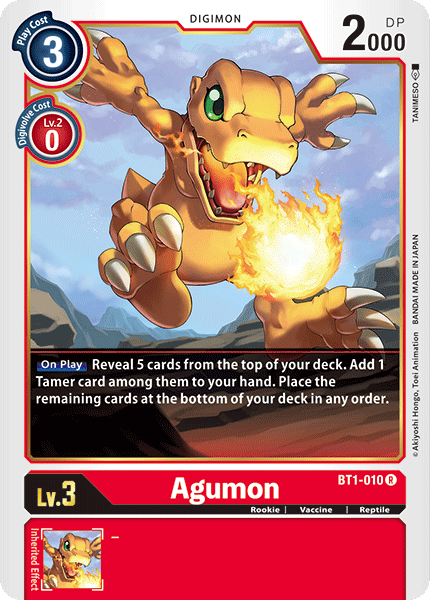 DIGIMON
Play Cost
3
DP
2000
Digivolve Cost
Lv.2
0
TANIMESO
© Akiyoshi Hongo, Toei Animation BANDAI MADE IN JAPAN
On Play Reveal 5 cards from the top of your deck. Add 1
Tamer card among them to your hand. Place the
remaining cards at the bottom of your deck in any order.
BT1-010 R
Lv.3
Agumon
Rookie | Vaccine | Reptile
Inherited Effect
–